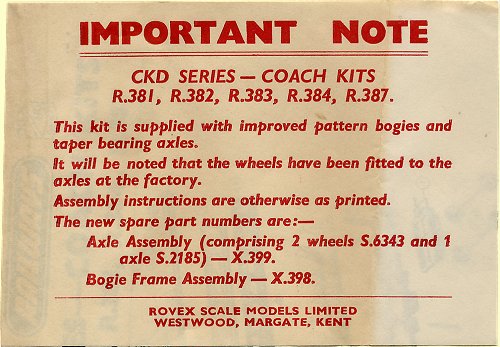 IMPORTANT NOTE
CKD SERIES — COACH KITS
R.381, R.382, R.383, R.384, R.387.
This kit is supplied with improved pattern bogies and
taper bearing axles.
It will be noted that the wheels have been fitted to the
axles at the factory.
Assembly instructions are otherwise as printed.
The new spare part numbers are:—
Axle Assembly (comprising 2 wheels S.6343 and 1
axle S.2185) — X.399.
Bogie Frame Assembly — X.398.
ROVEX SCALE MODELS LIMITED
WESTWOOD, MARGATE, KENT